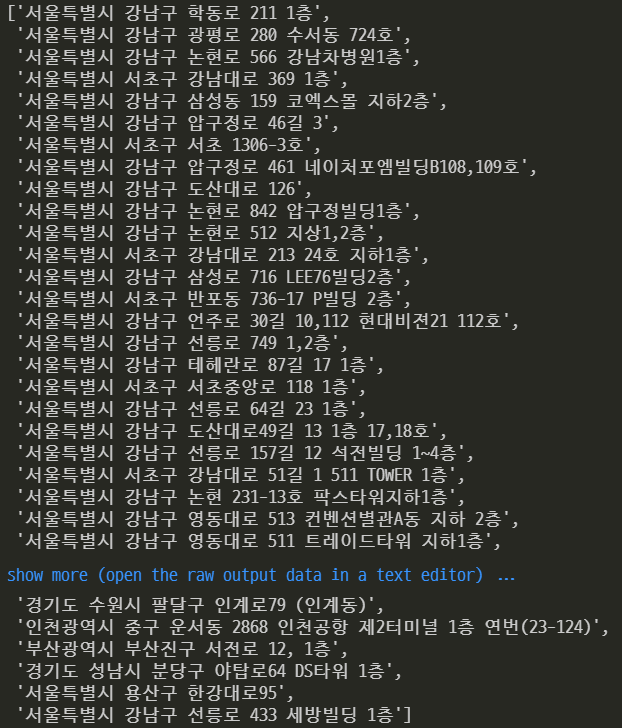 ['서울특별시 강남구 학동로 211 1층',
'서울특별시 강남구 광평로 280 수서동 724호',
'서울특별시 강남구 논현로 566 강남차병원1층',
'서울특별시 서초구 강남대로 369 1층',
'서울특별시 강남구 삼성동 159 코엑스몰 지하2층',
'서울특별시 강남구 압구정로 46길 3',
'서울특별시 서초구 서초 1306-3호',
'서울특별시 강남구 압구정로 461 네이처포엠빌딩B108,109호',
'서울특별시 강남구 도산대로 126',
'서울특별시 강남구 논현로 842 압구정빌딩1층',
'서울특별시 강남구 논현로 512 지상1,2층',
'서울특별시 서초구 강남대로 213 24호 지하1층',
'서울특별시 강남구 삼성로 716 LEE76빌딩2층',
'서울특별시 서초구 반포동 736-17 P빌딩 2층',
'서울특별시 강남구 언주로 30길 10,112 현대비젼21 112호',
'서울특별시 강남구 선릉로 749 1,2층',
'서울특별시 강남구 테헤란로 87길 17 1층',
'서울특별시 서초구 서초중앙로 118 1층',
'서울특별시 강남구 선릉로 64길 23 1층',
'서울특별시 강남구 도산대로49길 13 1층 17,18호',
'서울특별시 강남구 선릉로 157길 12 석전빌딩 1~4층',
'서울특별시 서초구 강남대로 51길 1 511 TOWER 1층',
'서울특별시 강남구 논현 231-13호 팍스타워지하1층',
'서울특별시 강남구 영동대로 513 컨벤션별관A동 지하 2층',
'서울특별시 강남구 영동대로 511 트레이드타워 지하1층',
show more (open the raw output data in a text editor) ...
'경기도 수원시 팔달구 인계로79 (인계동)',
'인천광역시 중구 운서동 2868 인천공항 제2터미널 1층 연번(23-124)',
'부산광역시 부산진구 서전로 12, 1층',
'경기도 성남시 분당구 야탑로64 DS타워 1층',
'서울특별시 용산구 한강대로95',
'서울특별시 강남구 선릉로 433 세방빌딩 1층']